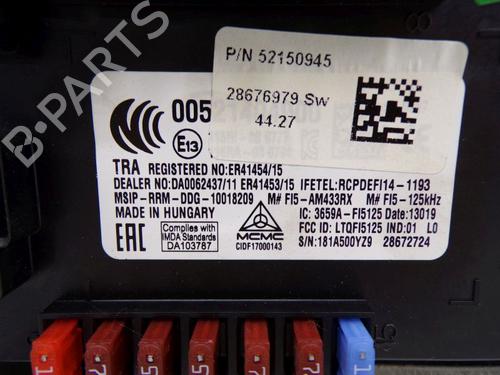 P/N 52150945
28676979 Sw
44.27
005
E13
TRA REGISTERED NO:ER41454/15
DEALER NO:DA0062437/11 ER41453/15 IFETEL:RCPDEFI14-1193
MSIP-RRM-DDG-10018209 M# FI5-AM433RX M# FI5-125kHz
MADE IN HUNGARY IC: 3659A-FI5125 Date:13019
FCC ID: LTQFI5125 IND:01 L0
S/N:181A500YZ9 28672724
EAC
Complies with
IMDA Standards
DA103787
MCMC
CIDF17000143
B-PARTS